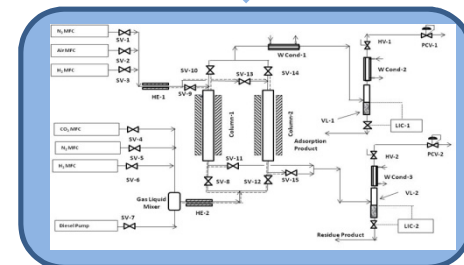 N₂ MFC
SV-1
Air MFC
SV-2
H₂ MFC
SV-3
HE-1
SV-9
SV-10
SV-13
SV-14
W Cond-1
Column-1
Column-2
HV-1
PCV-1
W Cond-2
VL-1
LIC-1
Adsorption
Product
CO₂ MFC
SV-4
N₂ MFC
SV-5
H₂ MFC
SV-6
Gas Liquid
Mixer
SV-7
Diesel Pump
HE-2
SV-8
SV-11
SV-12
SV-15
HV-2
PCV-2
W Cond-3
VL-2
LIC-2
Residue Product